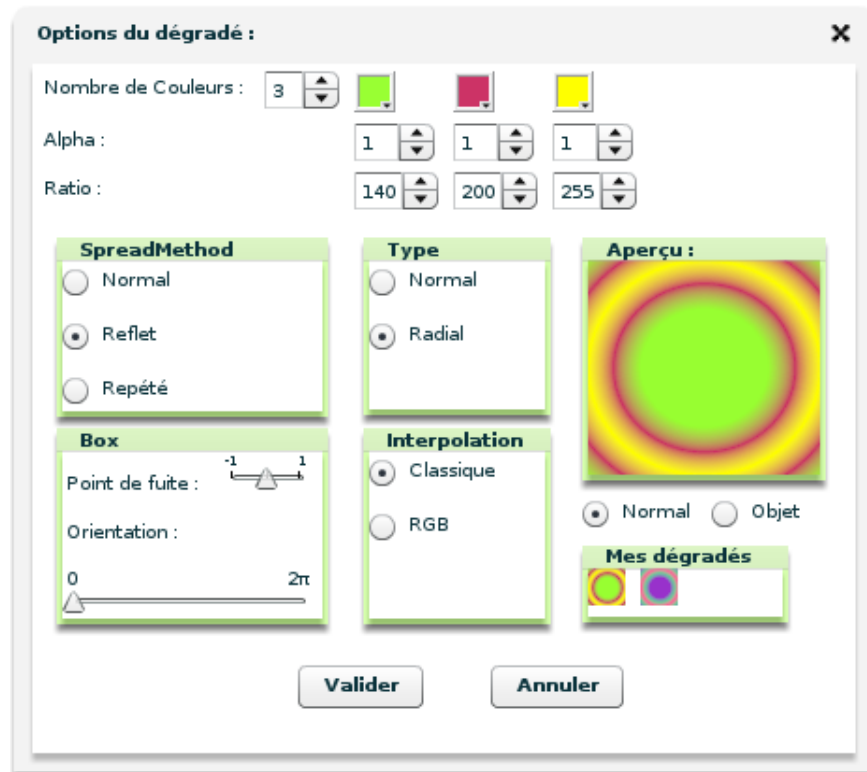 Options du dégradé :
Nombre de Couleurs : 3
Alpha : 1 1 1
Ratio : 140 200 255
SpreadMethod
Normal
Reflet
Repété
Type
Normal
Radial
Aperçu :
Box
Point de fuite : -1 1
Orientation :
0 2π
Interpolation
Classique
RGB
Normal Objet
Mes dégradés
Valider Annuler